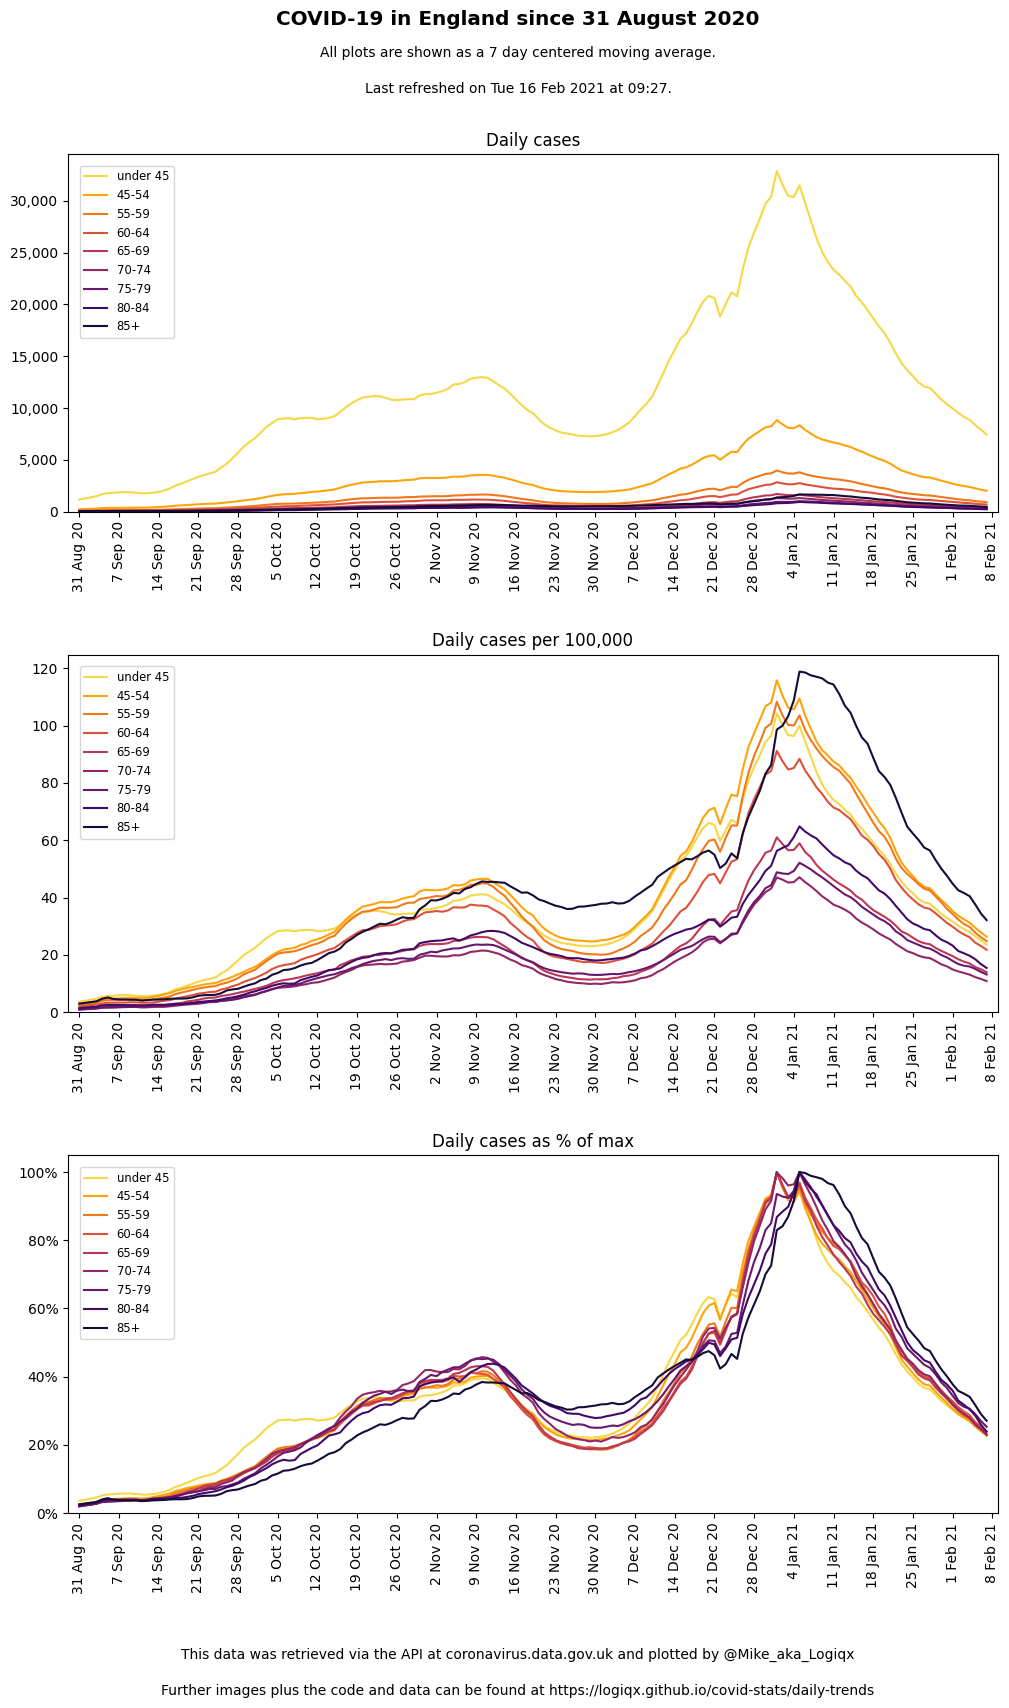 COVID-19 in England since 31 August 2020
All plots are shown as a 7 day centered moving average.
Last refreshed on Tue 16 Feb 2021 at 09:27.
Daily cases
under 45
45-54
55-59
60-64
65-69
70-74
75-79
80-84
85+
30,000
25,000
20,000
15,000
10,000
5,000
0
31 Aug 20
7 Sep 20
14 Sep 20
21 Sep 20
28 Sep 20
5 Oct 20
12 Oct 20
19 Oct 20
26 Oct 20
2 Nov 20
9 Nov 20
16 Nov 20
23 Nov 20
30 Nov 20
7 Dec 20
14 Dec 20
21 Dec 20
28 Dec 20
4 Jan 21
11 Jan 21
18 Jan 21
25 Jan 21
1 Feb 21
8 Feb 21
Daily cases per 100,000
under 45
45-54
55-59
60-64
65-69
70-74
75-79
80-84
85+
120
100
80
60
40
20
0
31 Aug 20
7 Sep 20
14 Sep 20
21 Sep 20
28 Sep 20
5 Oct 20
12 Oct 20
19 Oct 20
26 Oct 20
2 Nov 20
9 Nov 20
16 Nov 20
23 Nov 20
30 Nov 20
7 Dec 20
14 Dec 20
21 Dec 20
28 Dec 20
4 Jan 21
11 Jan 21
18 Jan 21
25 Jan 21
1 Feb 21
8 Feb 21
Daily cases as % of max
under 45
45-54
55-59
60-64
65-69
70-74
75-79
80-84
85+
100%
80%
60%
40%
20%
0%
31 Aug 20
7 Sep 20
14 Sep 20
21 Sep 20
28 Sep 20
5 Oct 20
12 Oct 20
19 Oct 20
26 Oct 20
2 Nov 20
9 Nov 20
16 Nov 20
23 Nov 20
30 Nov 20
7 Dec 20
14 Dec 20
21 Dec 20
28 Dec 20
4 Jan 21
11 Jan 21
18 Jan 21
25 Jan 21
1 Feb 21
8 Feb 21
This data was retrieved via the API at coronavirus.data.gov.uk and plotted by @Mike_aka_Logiqx
Further images plus the code and data can be found at https://logiqx.github.io/covid-stats/daily-trends